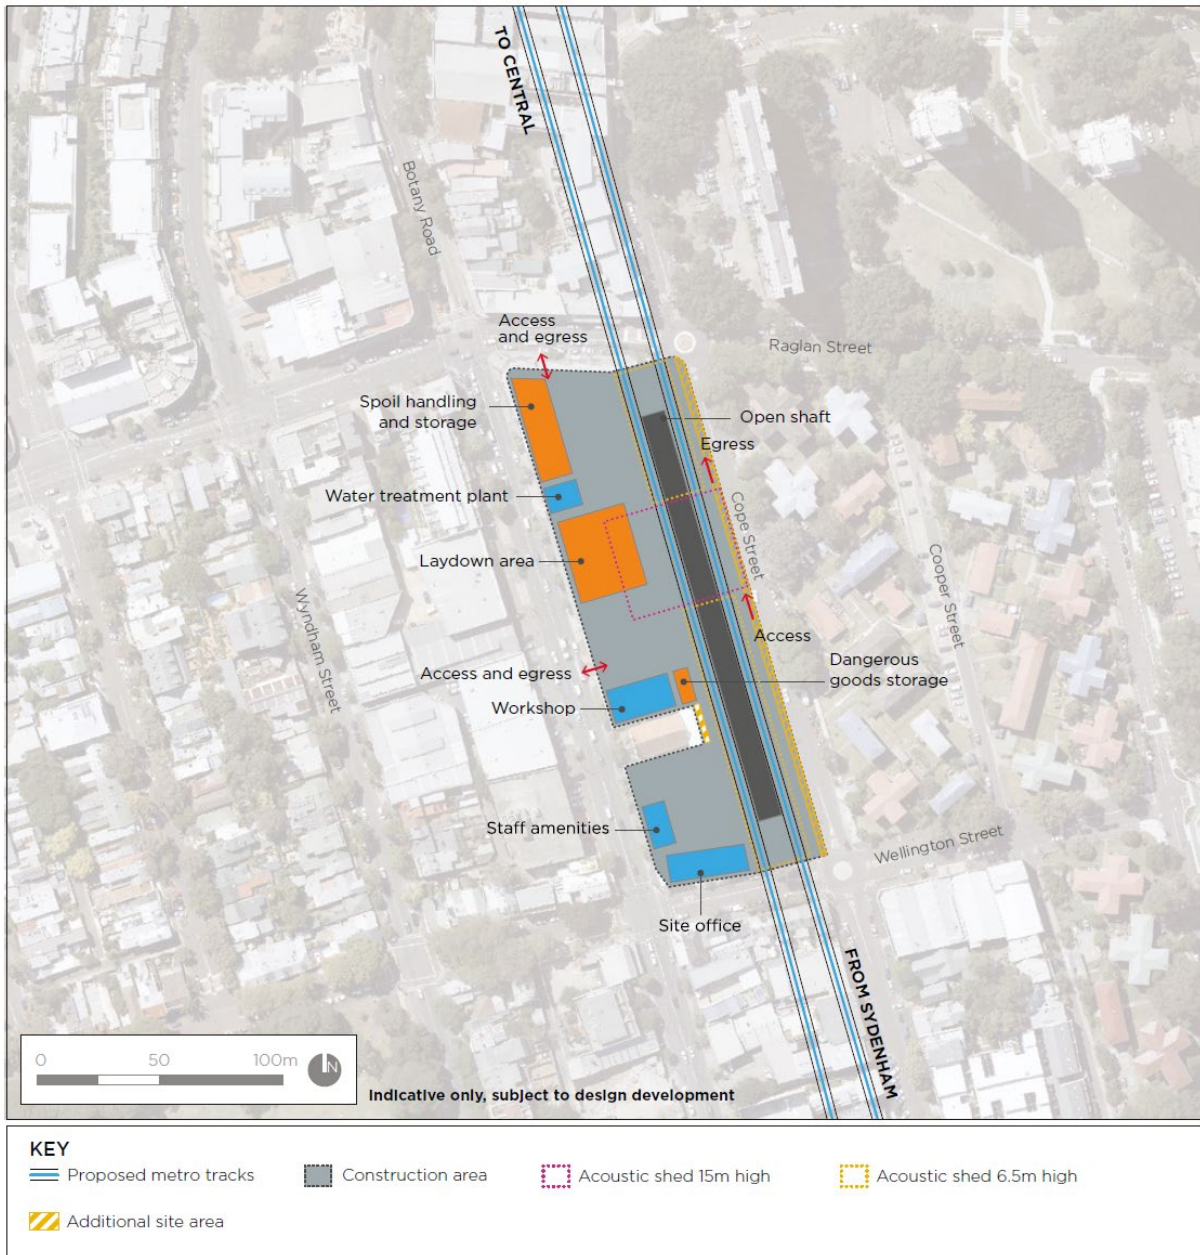 TO CENTRAL
Botany Road
Raglan Street
Access
and egress
Spoil handling
and storage
Open shaft
Egress
Water treatment plant
Cope Street
Laydown area
Cooper Street
Wyndham Street
Access
Dangerous
goods storage
Access and egress
Workshop
Staff amenities
Wellington Street
Site office
FROM SYDENHAM
0 50 100m
N
Indicative only, subject to design development
KEY
Proposed metro tracks
Construction area
Acoustic shed 15m high
Acoustic shed 6.5m high
Additional site area